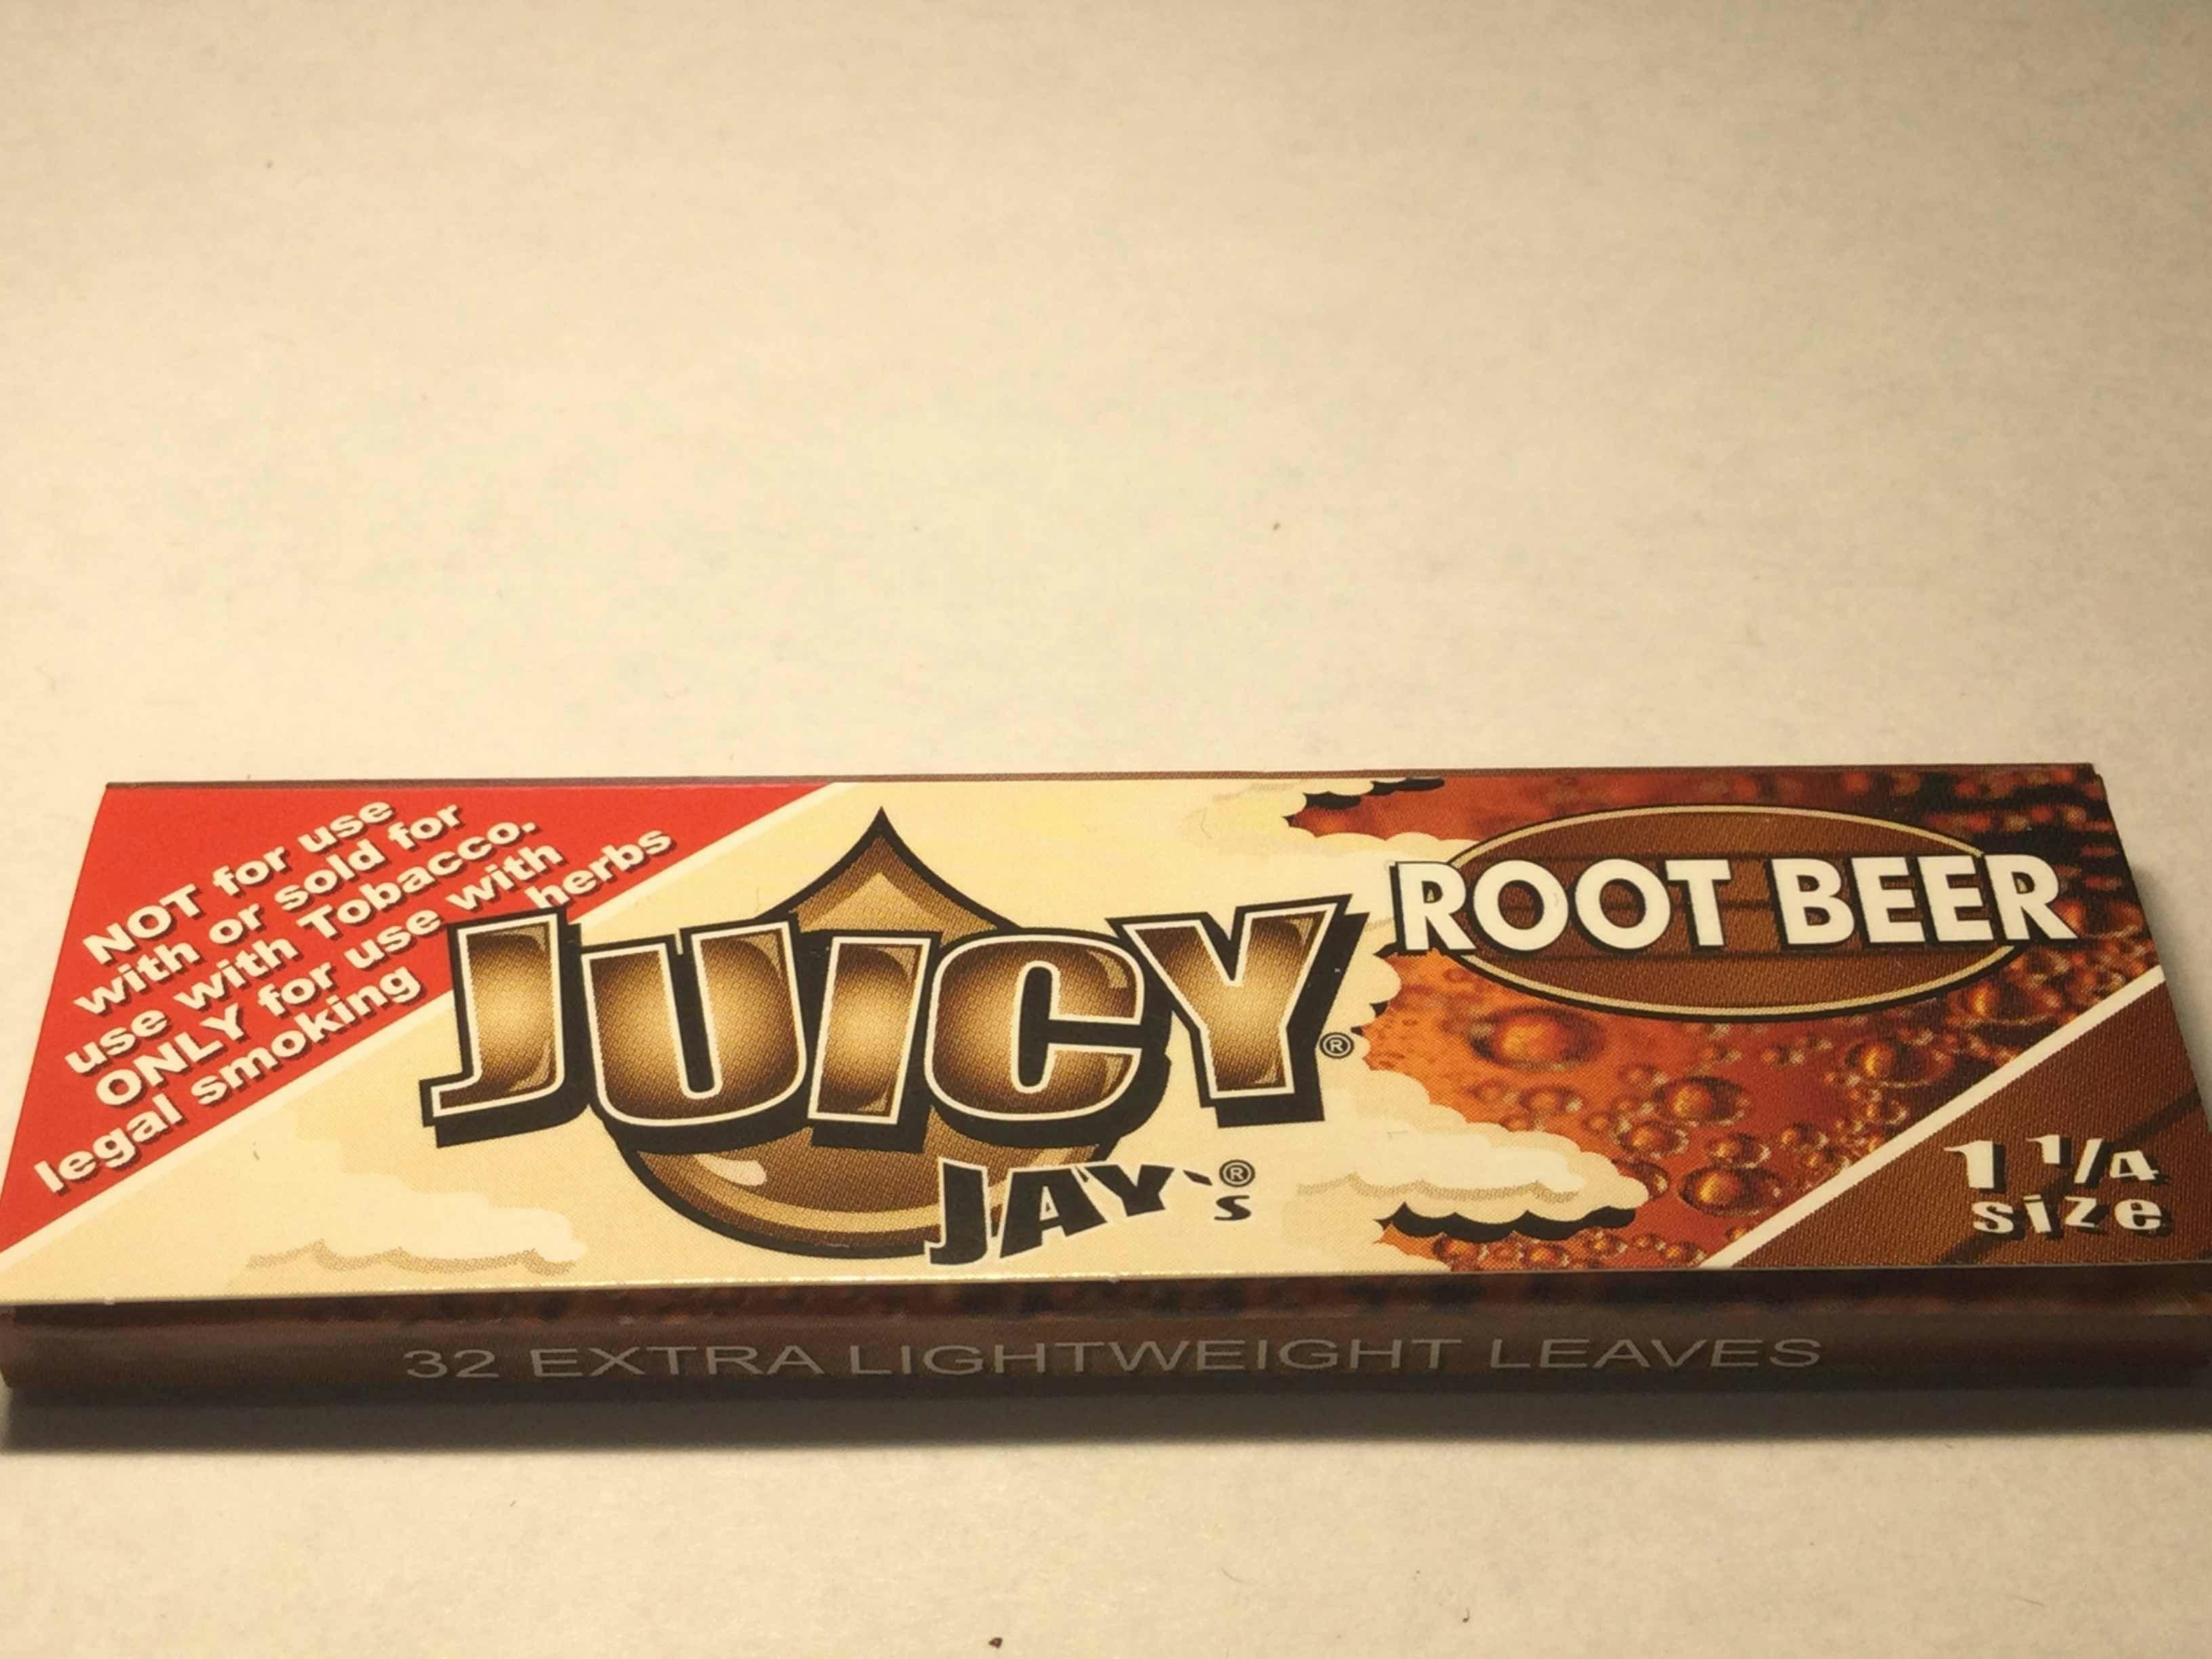 NOT for use
with or sold for
use with Tobacco.
ONLY for use with
legal smoking herbs
JUICY®
JAY'S®
ROOT BEER
1 1/4
size
32 EXTRA LIGHTWEIGHT LEAVES